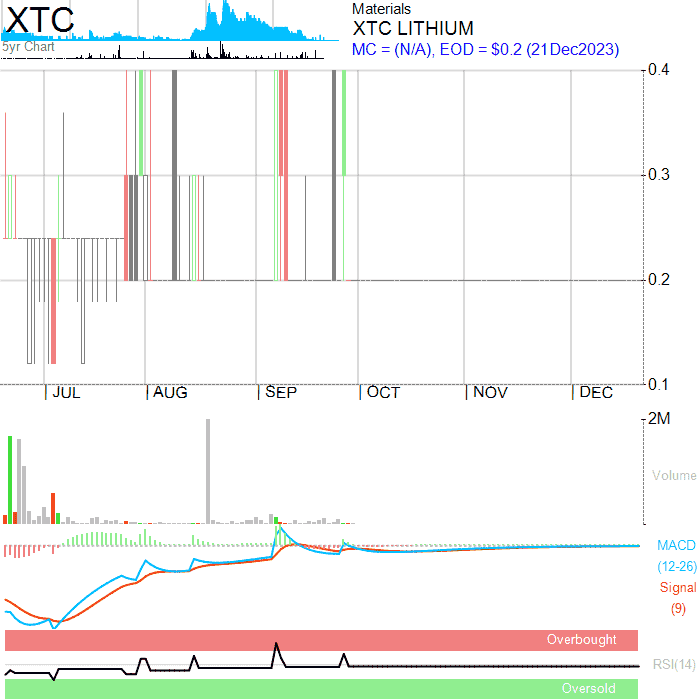 XTC
5yr Chart
Materials
XTC LITHIUM
MC = (N/A), EOD = $0.2 (21Dec2023)
0.4
0.3
0.2
0.1
JUL AUG SEP OCT NOV DEC
2M
Volume
MACD
(12-26)
Signal
(9)
Overbought
RSI(14)
Oversold